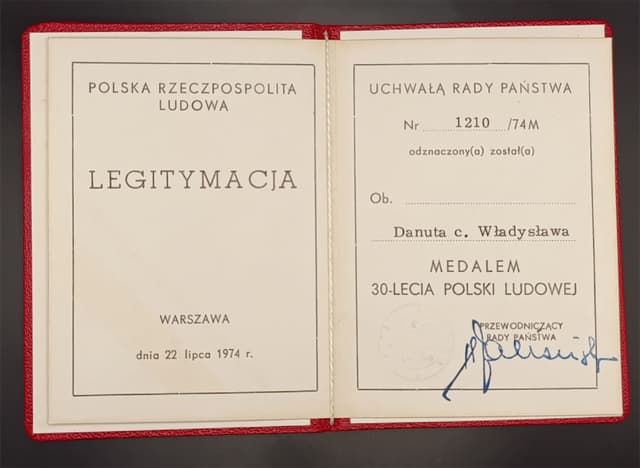 POLSKA RZECZPOSPOLITA
LUDOWA
LEGITYMACJA
WARSZAWA
dnia 22 lipca 1974 r.
UCHWAŁĄ RADY PAŃSTWA
Nr 1210 /74 M
odznaczony(a) został(a)
Ob.
Danuta c. Władysława
MEDALEM
30-LECIA POLSKI LUDOWEJ
PRZEWODNICZĄCY
RADY PAŃSTWA